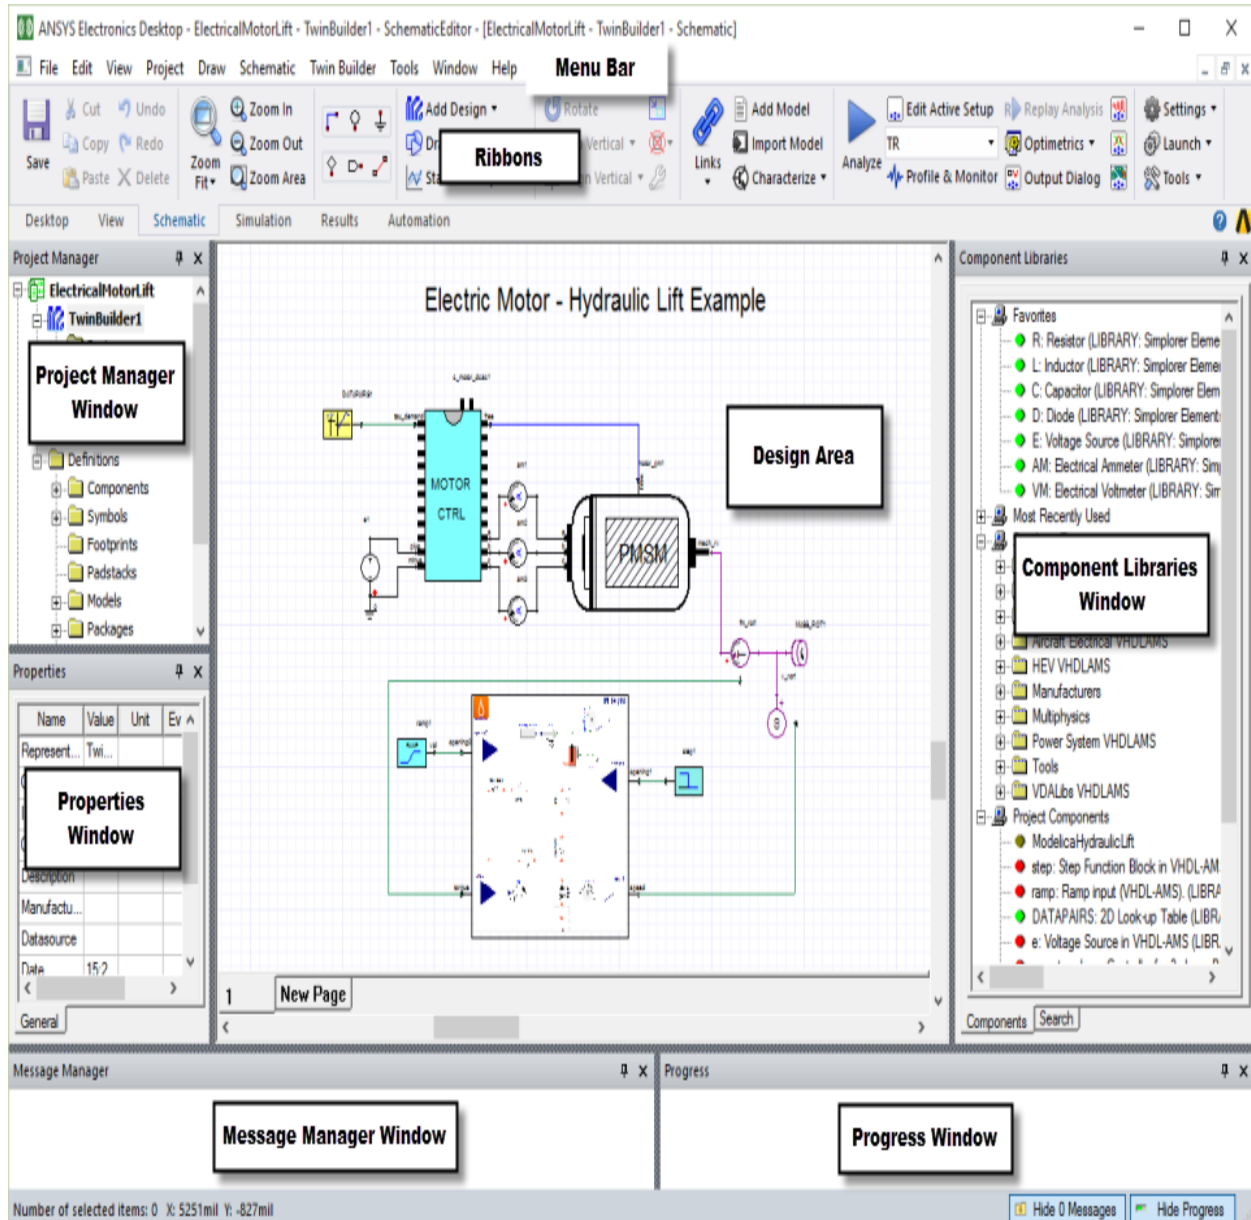 ANSYS Electronics Desktop - ElectricalMotorLift - TwinBuilder1 - SchematicEditor - [ElectricalMotorLift - TwinBuilder1 - Schematic]
File Edit View Project Draw Schematic Twin Builder Tools Window Help
Menu Bar
Save
Cut Undo
Copy Redo
Paste Delete
Zoom Fit
Zoom In
Zoom Out
Zoom Area
Add Design
Rotate
Ribbons
Vertical
Vertical
Links
Add Model
Import Model
Characterize
Analyze
Edit Active Setup
TR
Profile & Monitor
Replay Analysis
Optimetrics
Output Dialog
Settings
Launch
Tools
Desktop View Schematic Simulation Results Automation
Project Manager
ElectricalMotorLift
TwinBuilder1
Project Manager
Window
Definitions
Components
Symbols
Footprints
Padstacks
Models
Packages
Properties
Name Value Unit Ev
Represent... Twi...
Properties
Window
Description
Manufactu...
Datasource
Date 15:2
General
Electric Motor - Hydraulic Lift Example
MOTOR
CTRL
PMSM
Design Area
1 New Page
Component Libraries
Favorites
R: Resistor (LIBRARY: Simplorer Eleme
L: Inductor (LIBRARY: Simplorer Elemen
C: Capacitor (LIBRARY: Simplorer Elem
D: Diode (LIBRARY: Simplorer Elements
E: Voltage Source (LIBRARY: Simplorer
AM: Electrical Ammeter (LIBRARY: Sim
VM: Electrical Voltmeter (LIBRARY: Sim
Most Recently Used
Component Libraries
Window
Aircraft Electrical VHDLAMS
HEV VHDLAMS
Manufacturers
Multiphysics
Power System VHDLAMS
Tools
VDALibs VHDLAMS
Project Components
ModelicaHydraulicLift
step: Step Function Block in VHDL-AM
ramp: Ramp input (VHDL-AMS). (LIBRA
DATAPAIRS: 2D Look-up Table (LIBR
e: Voltage Source in VHDL-AMS (LIBR
Components Search
Message Manager
Message Manager Window
Progress
Progress Window
Number of selected items: 0 X: 5251mil Y: -827mil
Hide 0 Messages Hide Progress